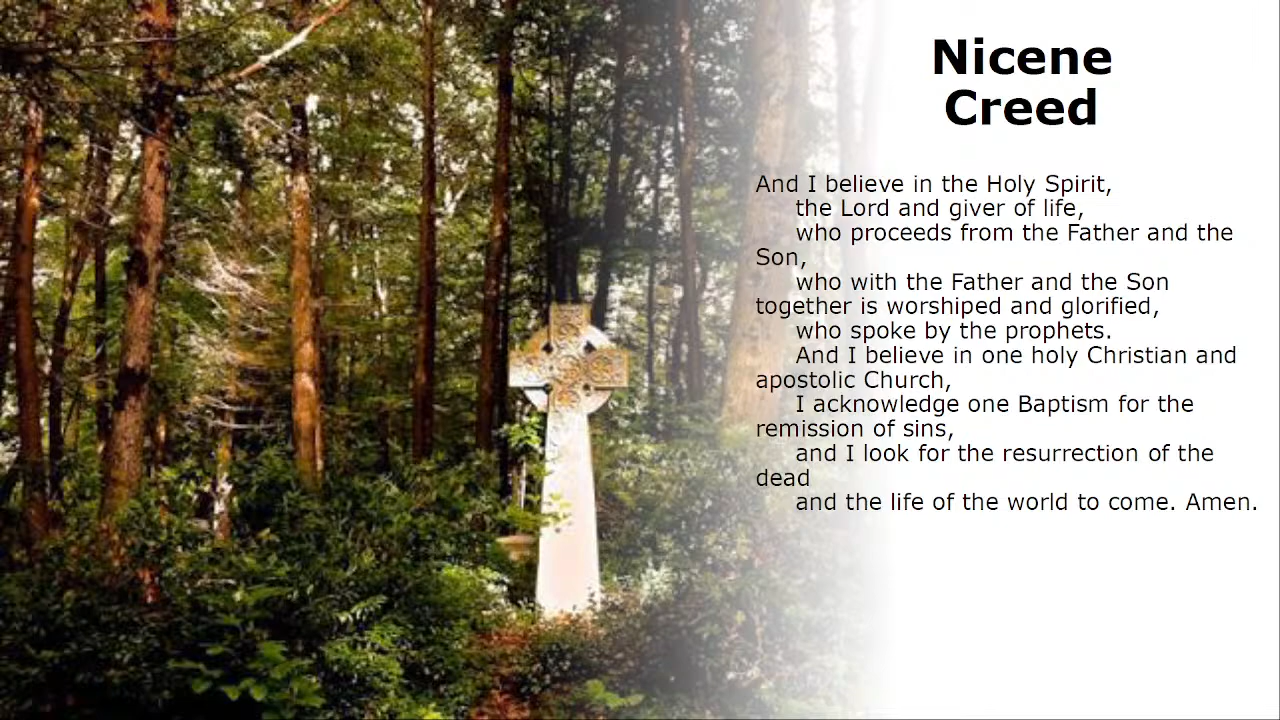 Nicene
Creed
And I believe in the Holy Spirit,
the Lord and giver of life,
who proceeds from the Father and the
Son,
who with the Father and the Son
together is worshiped and glorified,
who spoke by the prophets.
And I believe in one holy Christian and
apostolic Church,
I acknowledge one Baptism for the
remission of sins,
and I look for the resurrection of the
dead
and the life of the world to come. Amen.